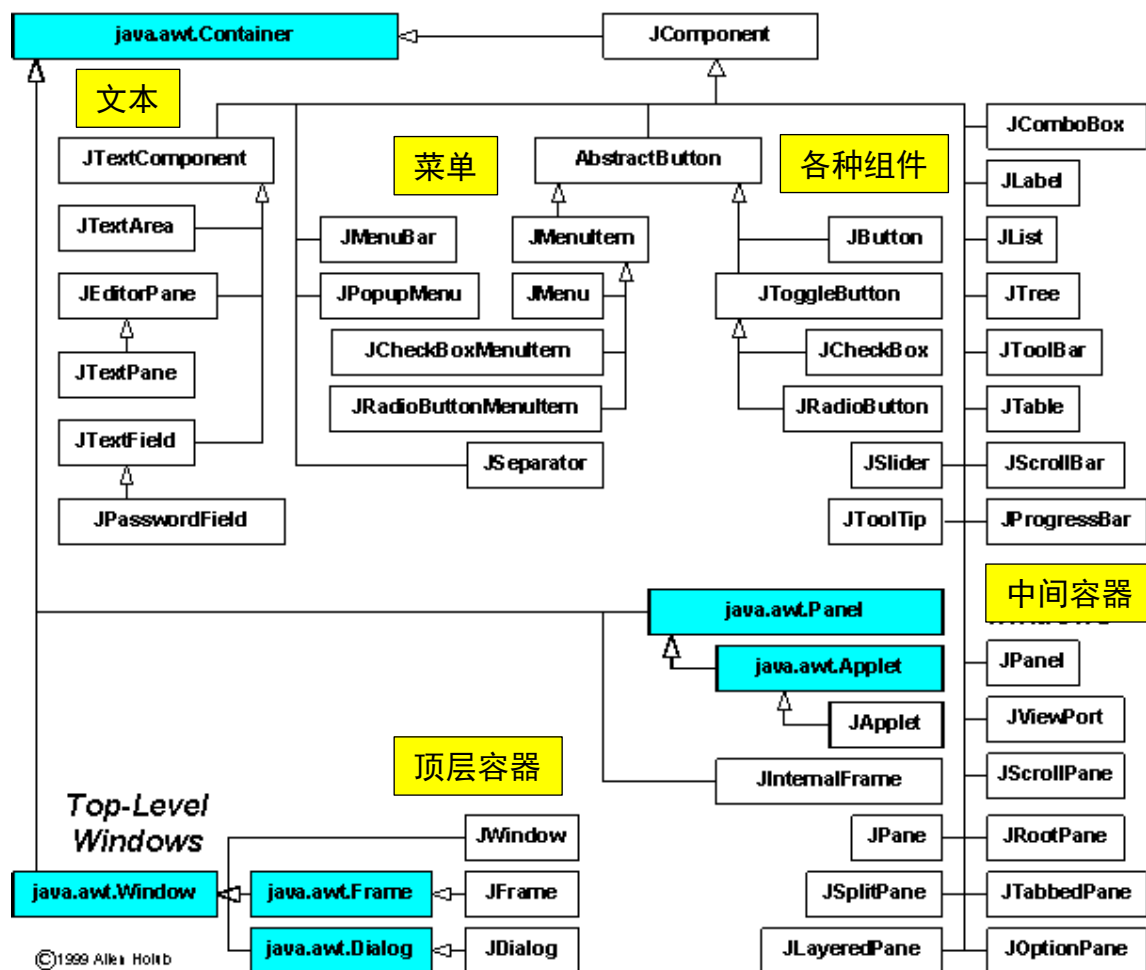 java.awt.Container
JComponent
文本
JTextComponent
菜单
AbstractButton
各种组件
JComboBox
JLabel
JTextArea
JMenuBar
JMenuItem
JButton
JList
JEditorPane
JPopupMenu
JMenu
JToggleButton
JTree
JTextPane
JCheckBoxMenuItem
JCheckBox
JToolBar
JTextField
JRadioButtonMenuItem
JRadioButton
JTable
JSeparator
JSlider
JScrollBar
JPasswordField
JToolTip
JProgressBar
中间容器
java.awt.Panel
java.awt.Applet
JPanel
JApplet
JViewPort
顶层容器
JInternalFrame
JScrollPane
Top-Level
Windows
JWindow
JPane
JRootPane
java.awt.Window
java.awt.Frame
JFrame
JSplitPane
JTabbedPane
java.awt.Dialog
JDialog
JLayeredPane
JOptionPane
©1999 Allen Holub